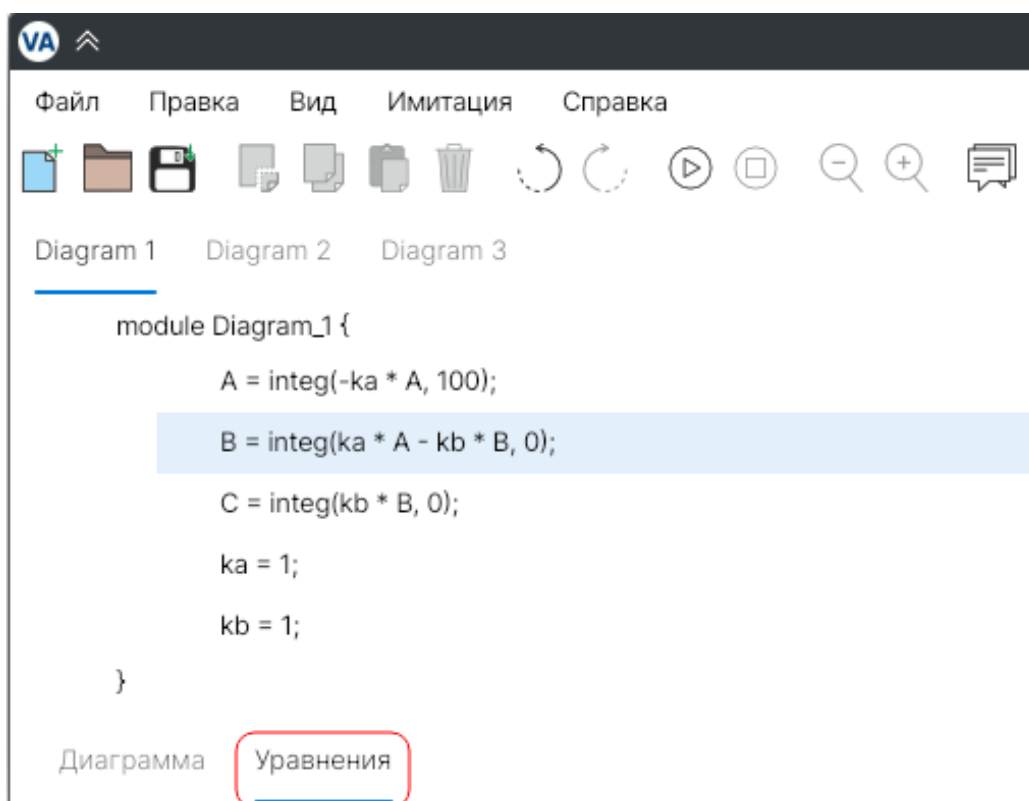 VA
Файл Правка Вид Имитация Справка
Diagram 1 Diagram 2 Diagram 3
module Diagram_1 {
A = integ(-ka * A, 100);
B = integ(ka * A - kb * B, 0);
C = integ(kb * B, 0);
ka = 1;
kb = 1;
}
Диаграмма Уравнения